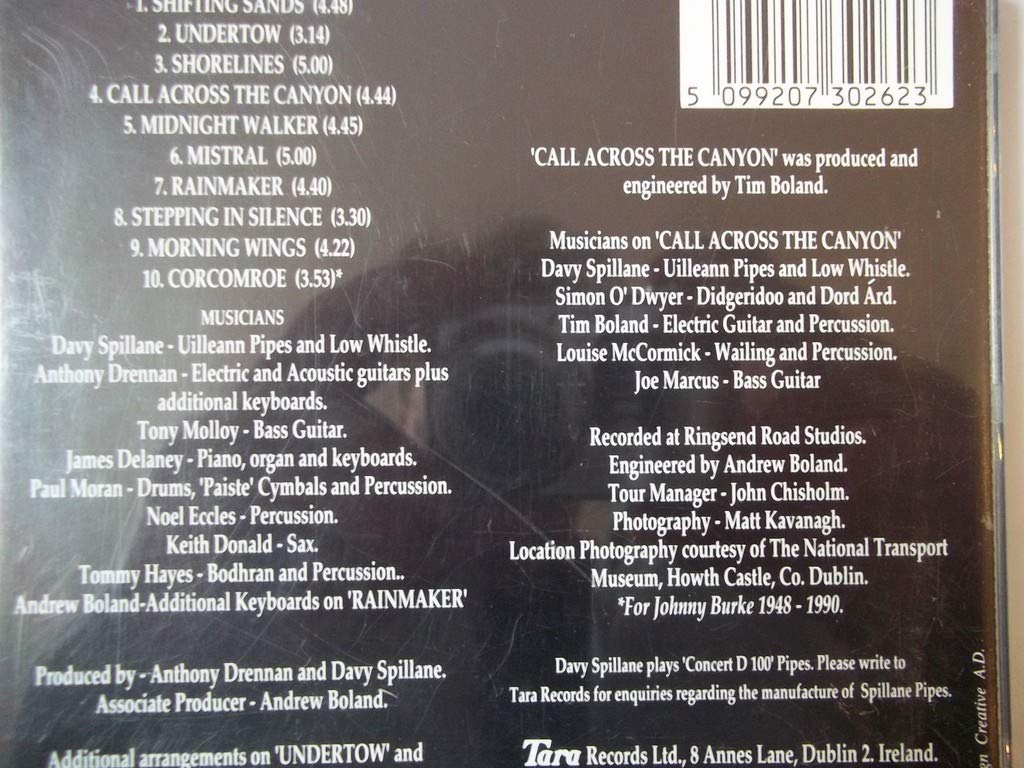 1. SHIFTING SANDS (4.48)
2. UNDERTOW (3.14)
3. SHORELINES (5.00)
4. CALL ACROSS THE CANYON (4.44)
5. MIDNIGHT WALKER (4.45)
6. MISTRAL (5.00)
7. RAINMAKER (4.40)
8. STEPPING IN SILENCE (3.30)
9. MORNING WINGS (4.22)
10. CORCOMROE (3.53)*
MUSICIANS
Davy Spillane - Uilleann Pipes and Low Whistle.
Anthony Drennan - Electric and Acoustic guitars plus
additional keyboards.
Tony Molloy - Bass Guitar.
James Delaney - Piano, organ and keyboards.
Paul Moran - Drums, 'Paiste' Cymbals and Percussion.
Noel Eccles - Percussion.
Keith Donald - Sax.
Tommy Hayes - Bodhran and Percussion..
Andrew Boland-Additional Keyboards on 'RAINMAKER'
Produced by - Anthony Drennan and Davy Spillane.
Associate Producer - Andrew Boland.
Additional arrangements on 'UNDERTOW' and
5 099207 302623
'CALL ACROSS THE CANYON' was produced and
engineered by Tim Boland.
Musicians on 'CALL ACROSS THE CANYON'
Davy Spillane - Uilleann Pipes and Low Whistle.
Simon O' Dwyer - Didgeridoo and Dord Árd.
Tim Boland - Electric Guitar and Percussion.
Louise McCormick - Wailing and Percussion.
Joe Marcus - Bass Guitar
Recorded at Ringsend Road Studios.
Engineered by Andrew Boland.
Tour Manager - John Chisholm.
Photography - Matt Kavanagh.
Location Photography courtesy of The National Transport
Museum, Howth Castle, Co. Dublin.
*For Johnny Burke 1948 - 1990.
Davy Spillane plays 'Concert D 100' Pipes. Please write to
Tara Records for enquiries regarding the manufacture of Spillane Pipes.
Tara Records Ltd., 8 Annes Lane, Dublin 2. Ireland.
Creative A.D.